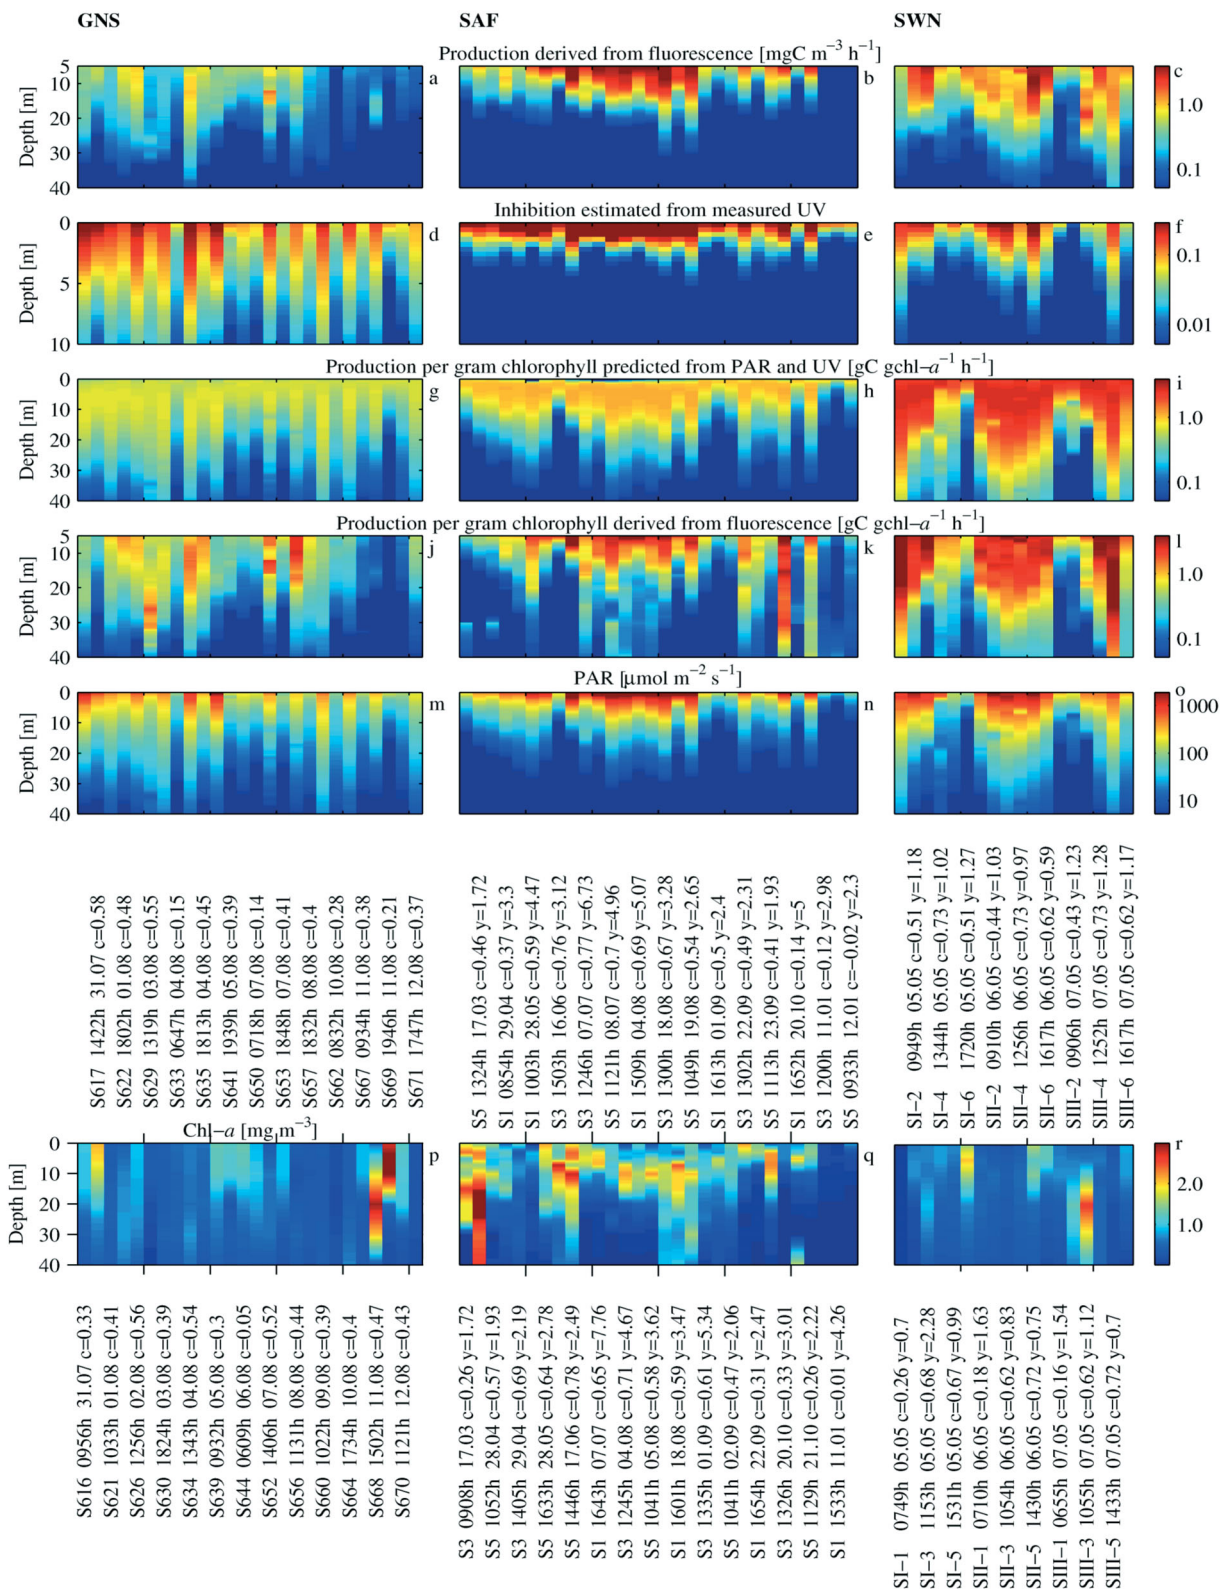 GNS SAF SWN
Production derived from fluorescence [mgC m⁻³ h⁻¹]
5
10
20
30
40
Depth [m]
a
b
c
1.0
0.1
Inhibition estimated from measured UV
0
5
10
Depth [m]
d
e
f
0.1
0.01
Production per gram chlorophyll predicted from PAR and UV [gC gchl–a⁻¹ h⁻¹]
0
10
20
30
40
Depth [m]
g
h
i
1.0
0.1
Production per gram chlorophyll derived from fluorescence [gC gchl–a⁻¹ h⁻¹]
5
10
20
30
40
Depth [m]
j
k
l
1.0
0.1
PAR [μmol m⁻² s⁻¹]
0
10
20
30
40
Depth [m]
m
n
o
1000
100
10
S617 1422h 31.07 c=0.58
S622 1802h 01.08 c=0.48
S629 1319h 03.08 c=0.55
S633 0647h 04.08 c=0.15
S635 1813h 04.08 c=0.45
S641 1939h 05.08 c=0.39
S650 0718h 07.08 c=0.14
S653 1848h 07.08 c=0.41
S657 1832h 08.08 c=0.4
S662 0832h 10.08 c=0.28
S667 0934h 11.08 c=0.38
S669 1946h 11.08 c=0.21
S671 1747h 12.08 c=0.37
S5 1324h 17.03 c=0.46 y=1.72
S1 0854h 29.04 c=0.37 y=3.3
S1 1003h 28.05 c=0.59 y=4.47
S3 1503h 16.06 c=0.76 y=3.12
S3 1246h 07.07 c=0.77 y=6.73
S5 1121h 08.07 c=0.7 y=4.96
S1 1509h 04.08 c=0.69 y=5.07
S3 1300h 18.08 c=0.67 y=3.28
S5 1049h 19.08 c=0.54 y=2.65
S1 1613h 01.09 c=0.5 y=2.4
S3 1302h 22.09 c=0.49 y=2.31
S5 1113h 23.09 c=0.41 y=1.93
S1 1652h 20.10 c=0.14 y=5
S3 1200h 11.01 c=0.12 y=2.98
S5 0933h 12.01 c=–0.02 y=2.3
SI–2 0949h 05.05 c=0.51 y=1.18
SI–4 1344h 05.05 c=0.73 y=1.02
SI–6 1720h 05.05 c=0.51 y=1.27
SII–2 0910h 06.05 c=0.44 y=1.03
SII–4 1256h 06.05 c=0.73 y=0.97
SII–6 1617h 06.05 c=0.62 y=0.59
SIII–2 0906h 07.05 c=0.43 y=1.23
SIII–4 1252h 07.05 c=0.73 y=1.28
SIII–6 1617h 07.05 c=0.62 y=1.17
Chl–a [mg m⁻³]
0
10
20
30
40
Depth [m]
p
q
r
2.0
1.0
S616 0956h 31.07 c=0.33
S621 1033h 01.08 c=0.41
S626 1256h 02.08 c=0.56
S630 1824h 03.08 c=0.39
S634 1343h 04.08 c=0.54
S639 0932h 05.08 c=0.3
S644 0609h 06.08 c=0.05
S652 1406h 07.08 c=0.52
S656 1131h 08.08 c=0.44
S660 1022h 09.08 c=0.39
S664 1734h 10.08 c=0.4
S668 1502h 11.08 c=0.47
S670 1121h 12.08 c=0.43
S3 0908h 17.03 c=0.26 y=1.72
S5 1052h 28.04 c=0.57 y=1.93
S3 1405h 29.04 c=0.69 y=2.19
S5 1633h 28.05 c=0.64 y=2.78
S5 1446h 17.06 c=0.78 y=2.49
S1 1643h 07.07 c=0.65 y=7.76
S3 1245h 04.08 c=0.71 y=4.67
S5 1041h 05.08 c=0.58 y=3.62
S1 1601h 18.08 c=0.59 y=3.47
S3 1335h 01.09 c=0.61 y=5.34
S5 1041h 02.09 c=0.47 y=2.06
S1 1654h 22.09 c=0.31 y=2.47
S3 1326h 20.10 c=0.33 y=3.01
S5 1129h 21.10 c=0.26 y=2.22
S1 1533h 11.01 c=0.01 y=4.26
SI–1 0749h 05.05 c=0.26 y=0.7
SI–3 1153h 05.05 c=0.68 y=2.28
SI–5 1531h 05.05 c=0.67 y=0.99
SII–1 0710h 06.05 c=0.18 y=1.63
SII–3 1054h 06.05 c=0.62 y=0.83
SII–5 1430h 06.05 c=0.72 y=0.75
SIII–1 0655h 07.05 c=0.16 y=1.54
SIII–3 1055h 07.05 c=0.62 y=1.12
SIII–5 1433h 07.05 c=0.72 y=0.7